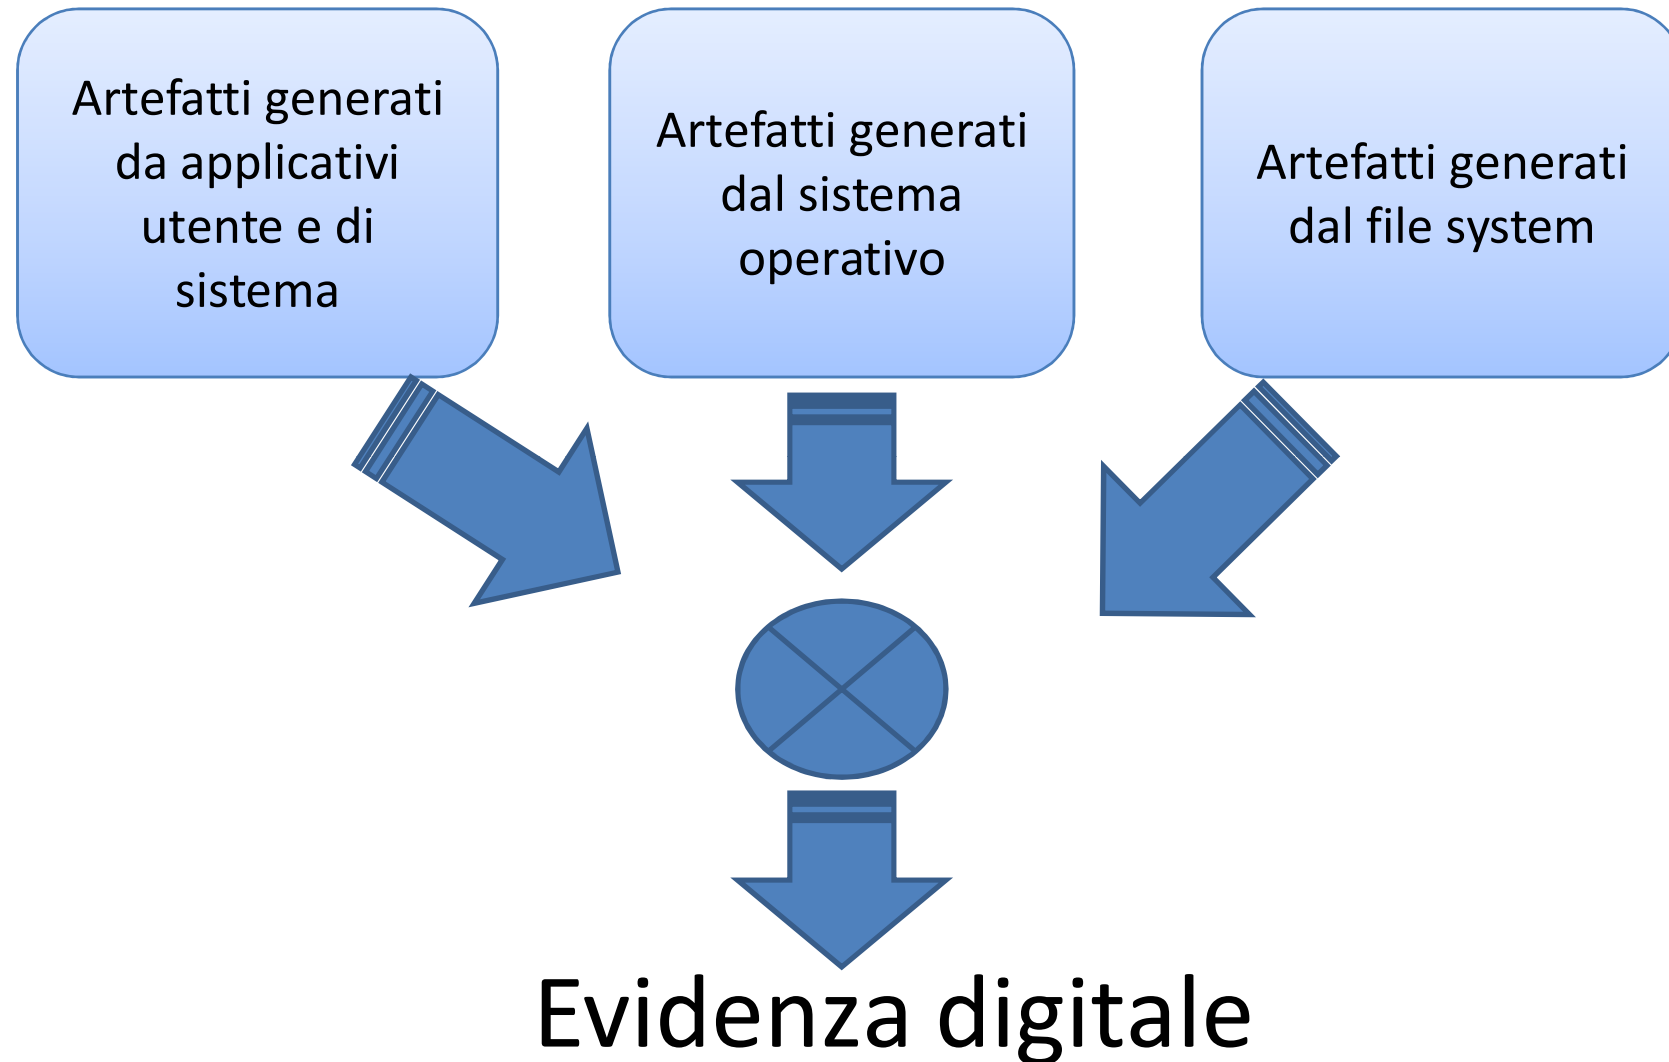 Artefatti generati
da applicativi
utente e di
sistema
Artefatti generati
dal sistema
operativo
Artefatti generati
dal file system
Evidenza digitale